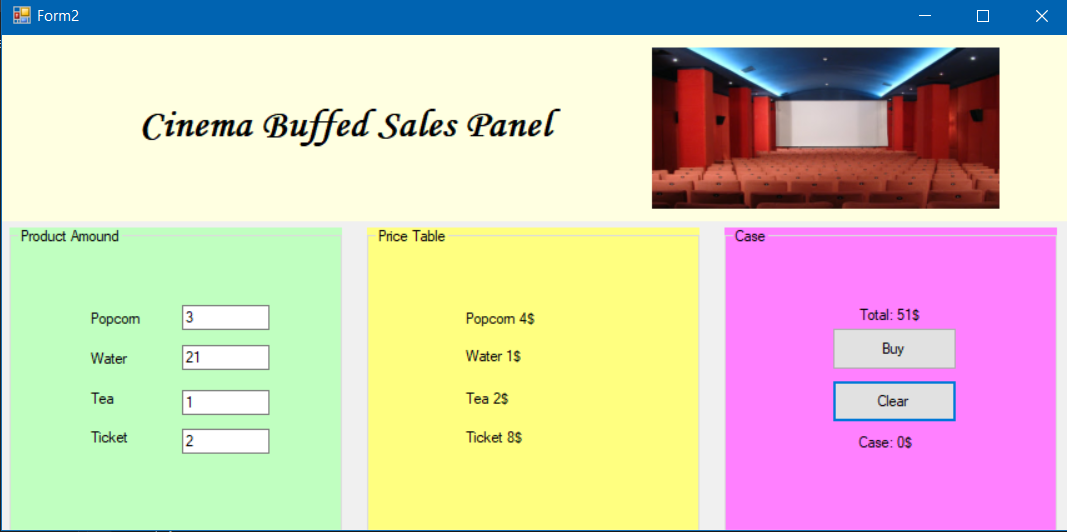 Form2
Cinema Buffed Sales Panel
Product Amound
Popcorn 3
Water 21
Tea 1
Ticket 2
Price Table
Popcorn 4$
Water 1$
Tea 2$
Ticket 8$
Case
Total: 51$
Buy
Clear
Case: 0$